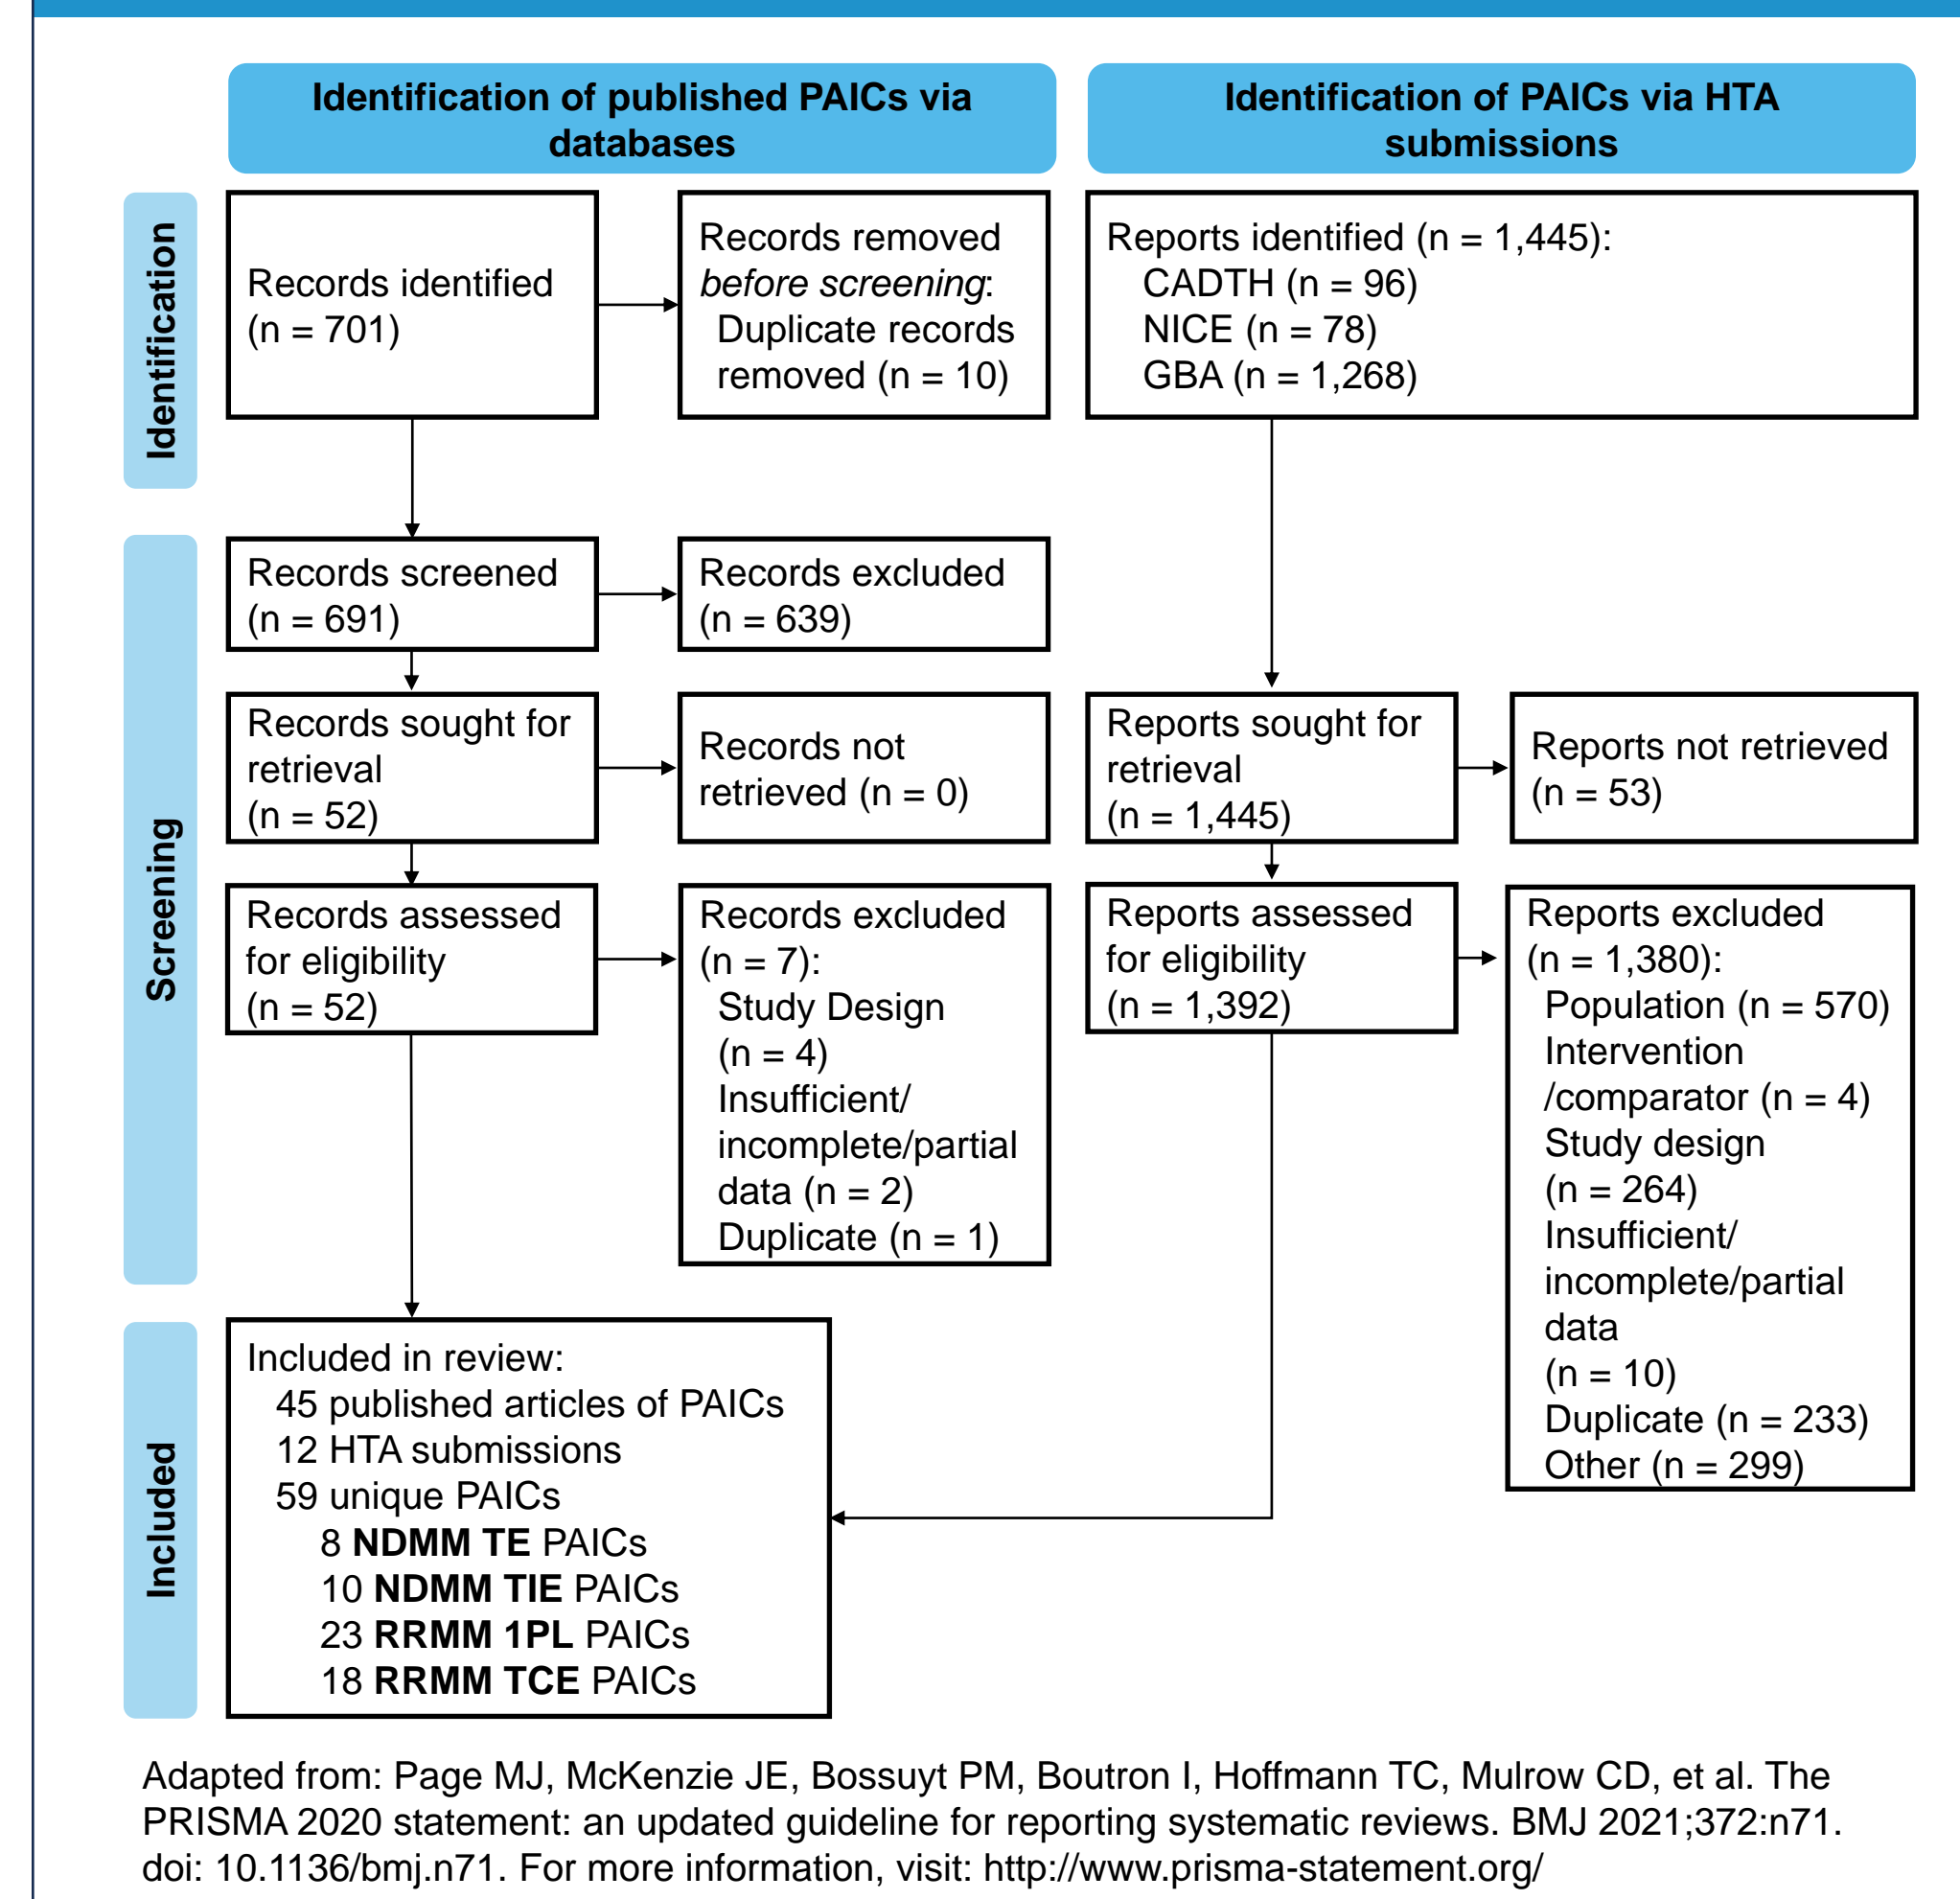 Identification of published PAICs via
databases
Identification of PAICs via HTA
submissions
Identification
Records identified
(n = 701)
Records removed
before screening:
Duplicate records
removed (n = 10)
Reports identified (n = 1,445):
CADTH (n = 96)
NICE (n = 78)
GBA (n = 1,268)
Screening
Records screened
(n = 691)
Records excluded
(n = 639)
Records sought for
retrieval
(n = 52)
Records not
retrieved (n = 0)
Reports sought for
retrieval
(n = 1,445)
Reports not retrieved
(n = 53)
Records assessed
for eligibility
(n = 52)
Records excluded
(n = 7):
Study Design
(n = 4)
Insufficient/
incomplete/partial
data (n = 2)
Duplicate (n = 1)
Reports assessed
for eligibility
(n = 1,392)
Reports excluded
(n = 1,380):
Population (n = 570)
Intervention
/comparator (n = 4)
Study design
(n = 264)
Insufficient/
incomplete/partial
data
(n = 10)
Duplicate (n = 233)
Other (n = 299)
Included
Included in review:
45 published articles of PAICs
12 HTA submissions
59 unique PAICs
8 NDMM TE PAICs
10 NDMM TIE PAICs
23 RRMM 1PL PAICs
18 RRMM TCE PAICs
Adapted from: Page MJ, McKenzie JE, Bossuyt PM, Boutron I, Hoffmann TC, Mulrow CD, et al. The
PRISMA 2020 statement: an updated guideline for reporting systematic reviews. BMJ 2021;372:n71.
doi: 10.1136/bmj.n71. For more information, visit: http://www.prisma-statement.org/